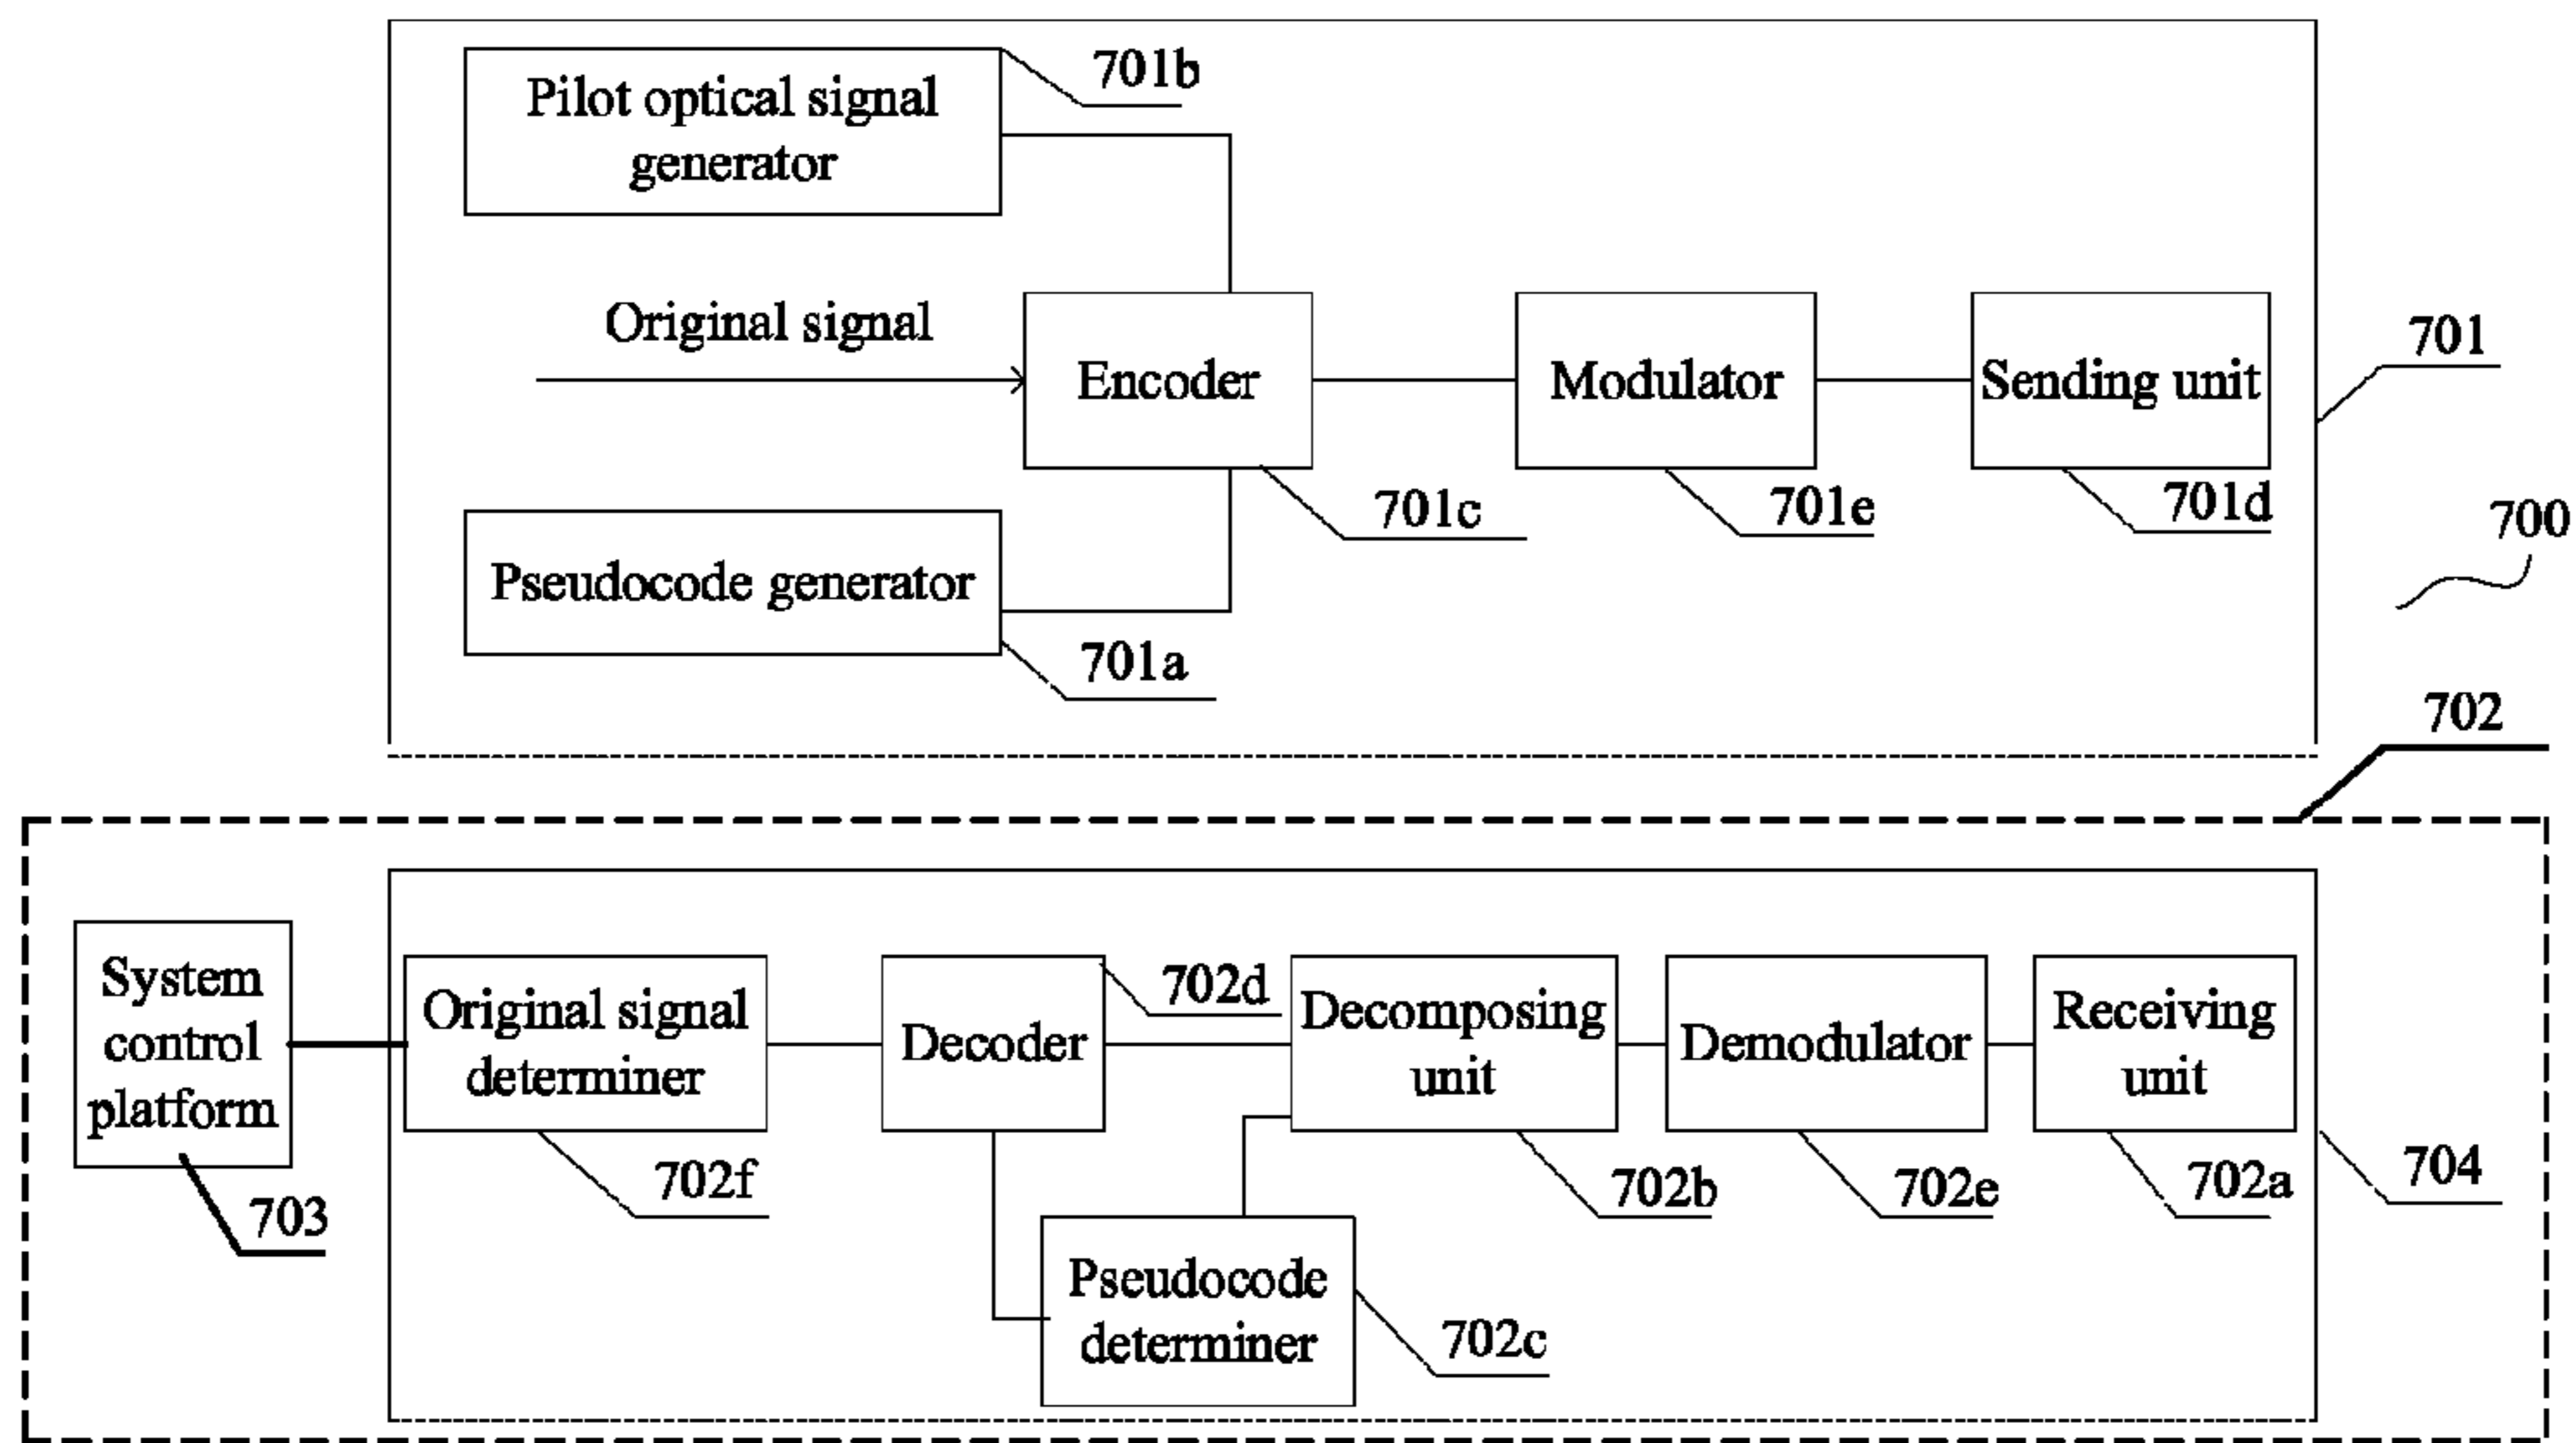 701b
Pilot optical signal
generator
Original signal
Encoder
Modulator
Sending unit
701
701c
701e
701d
700
Pseudocode generator
701a
702
System
control
platform
703
Original signal
determiner
702f
Decoder
702d
Decomposing
unit
702b
Demodulator
702e
Receiving
unit
702a
704
Pseudocode
determiner
702c